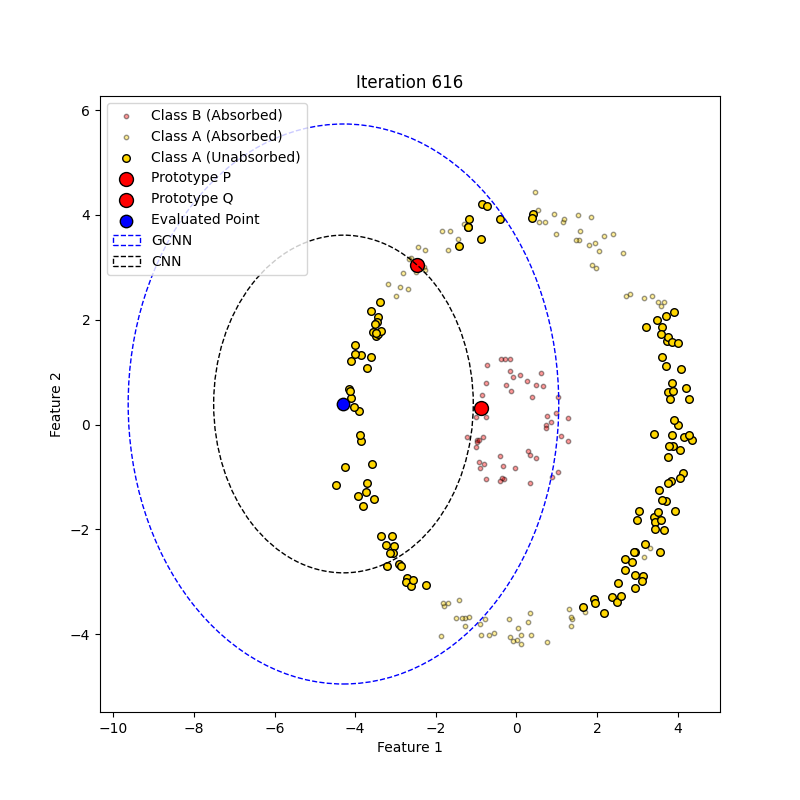 Iteration 616
Class B (Absorbed)
Class A (Absorbed)
Class A (Unabsorbed)
Prototype P
Prototype Q
Evaluated Point
GCNN
CNN
6
4
2
0
−2
−4
Feature 2
−10
−8
−6
−4
−2
0
2
4
Feature 1